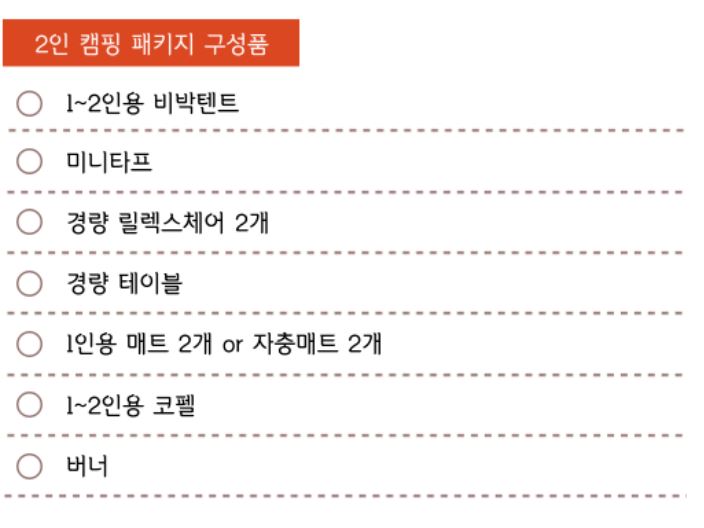 2인 캠핑 패키지 구성품
1~2인용 비박텐트
미니타프
경량 릴렉스체어 2개
경량 테이블
1인용 매트 2개 or 자충매트 2개
1~2인용 코펠
버너